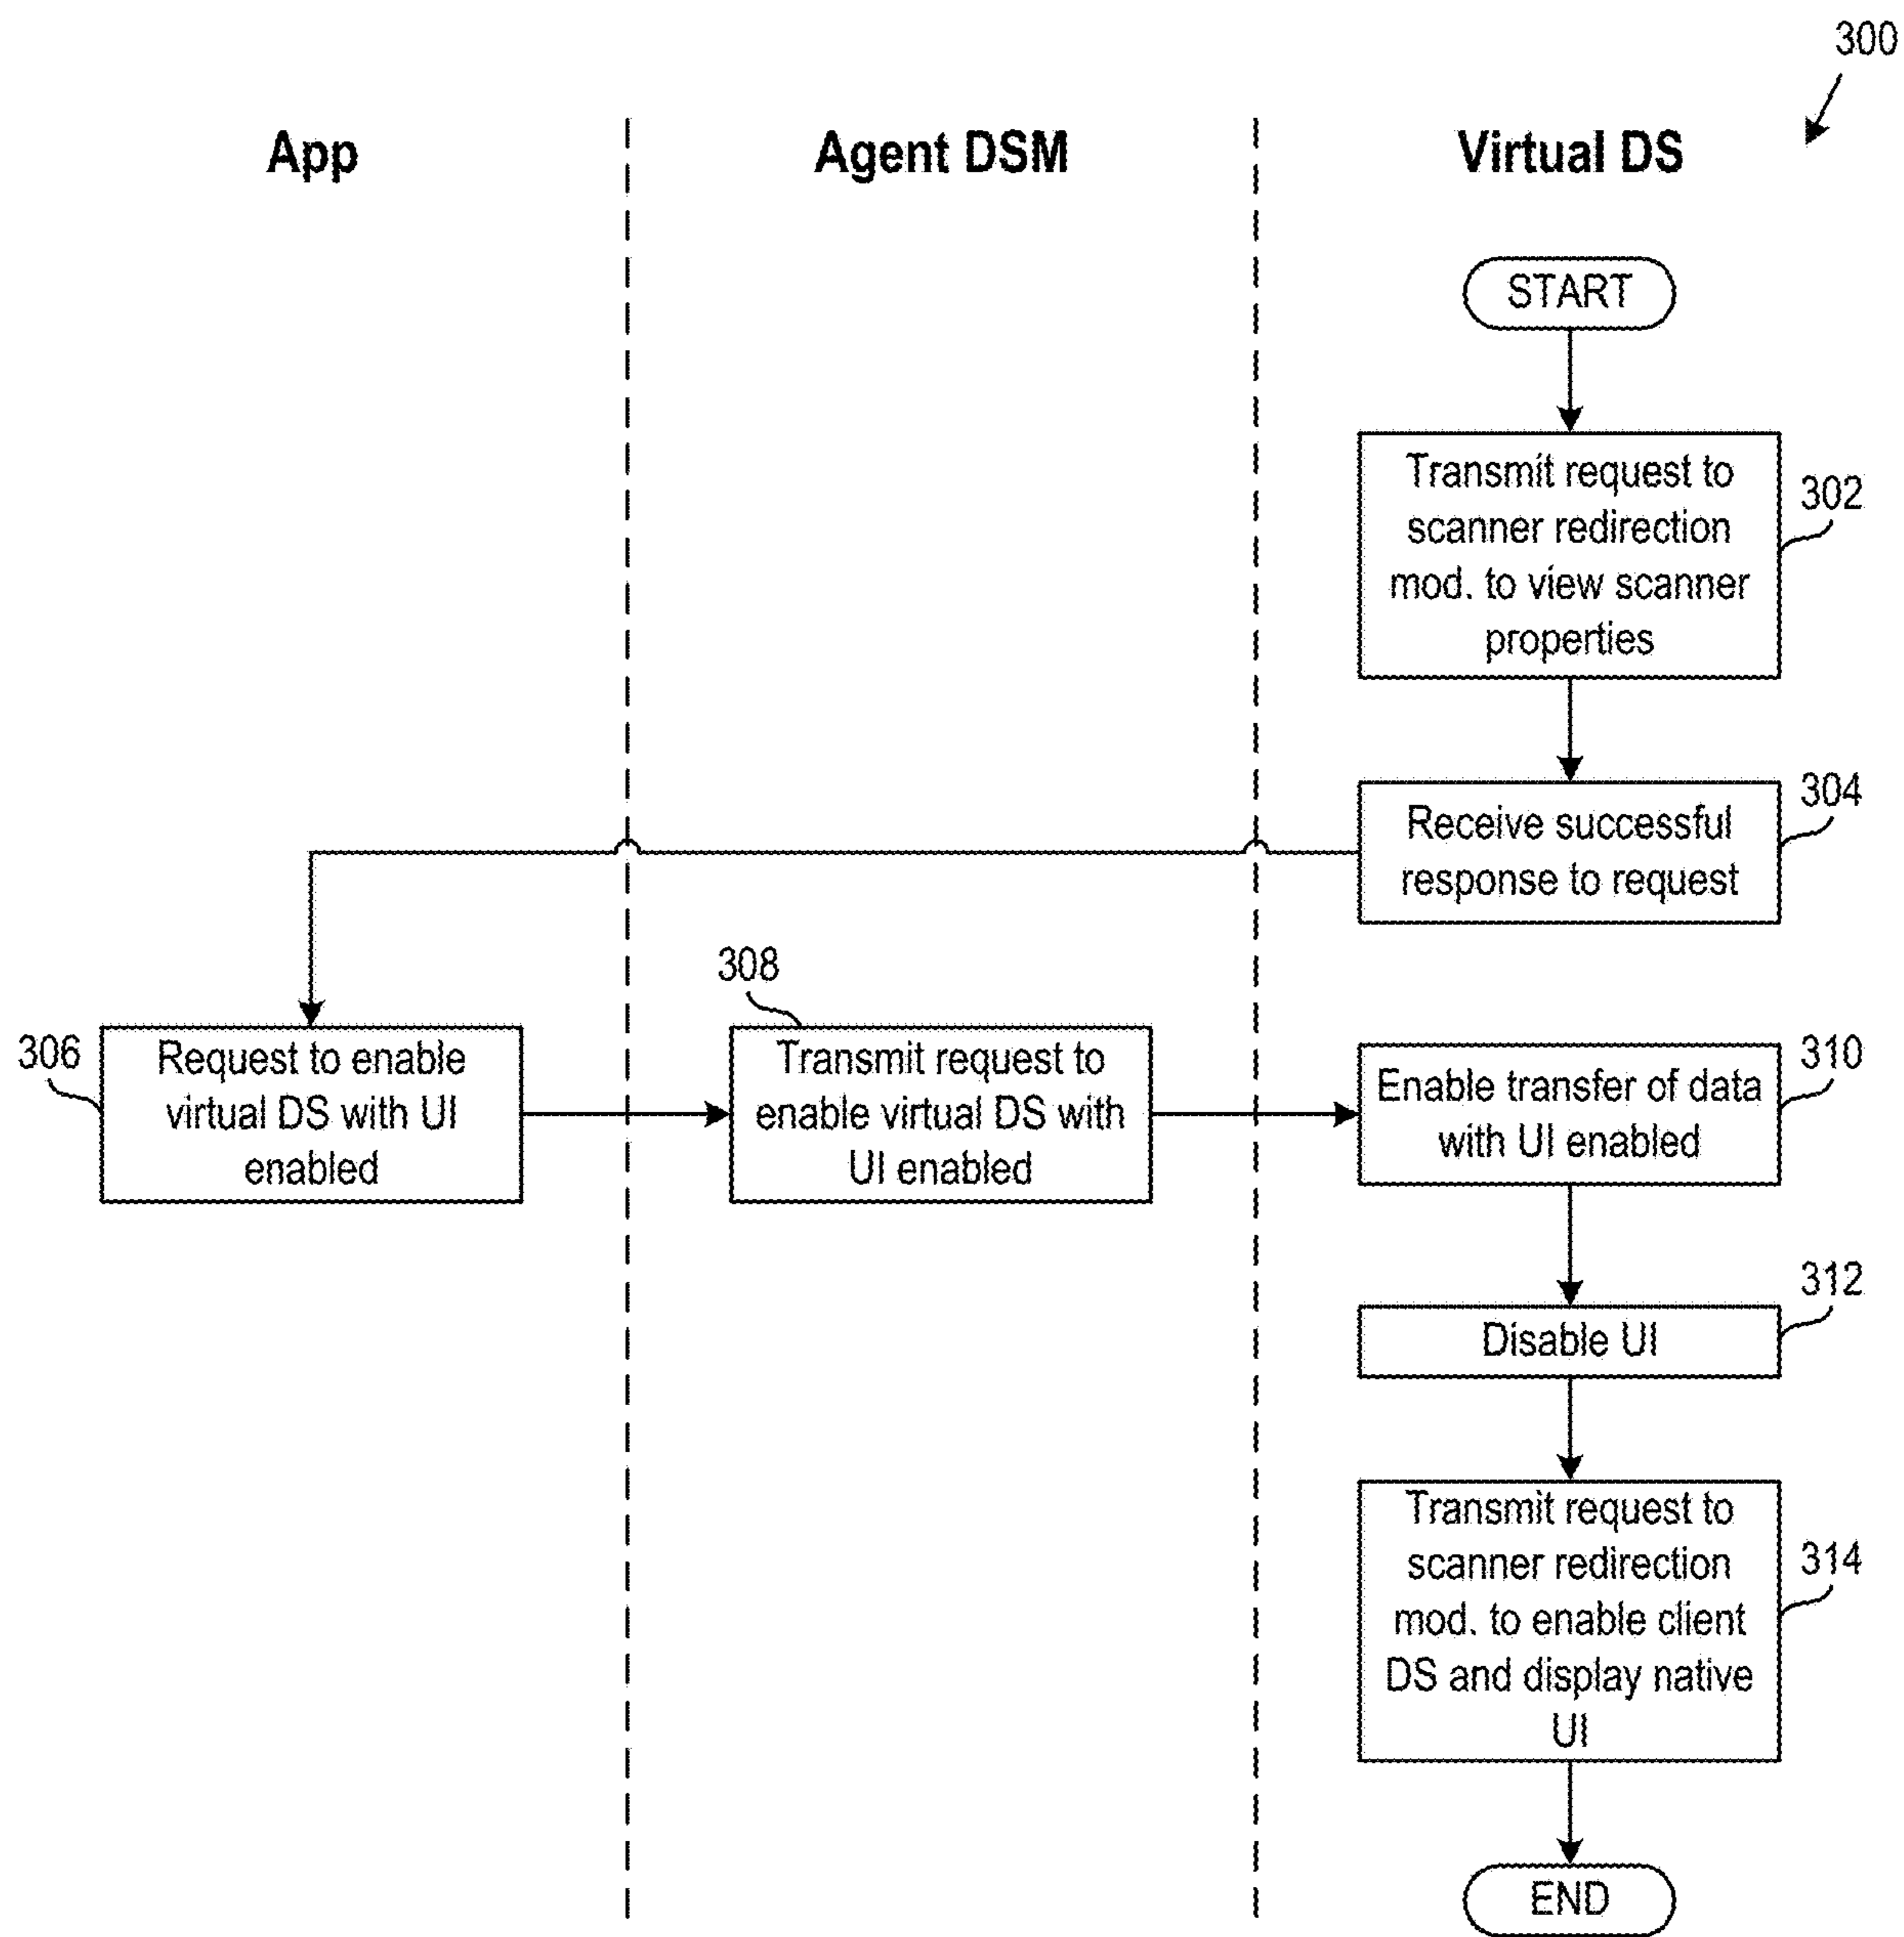 300
App
Agent DSM
Virtual DS
START
Transmit request to
scanner redirection
mod. to view scanner
properties
302
Receive successful
response to request
304
306
Request to enable
virtual DS with UI
enabled
308
Transmit request to
enable virtual DS with
UI enabled
Enable transfer of data
with UI enabled
310
Disable UI
312
Transmit request to
scanner redirection
mod. to enable client
DS and display native
UI
314
END